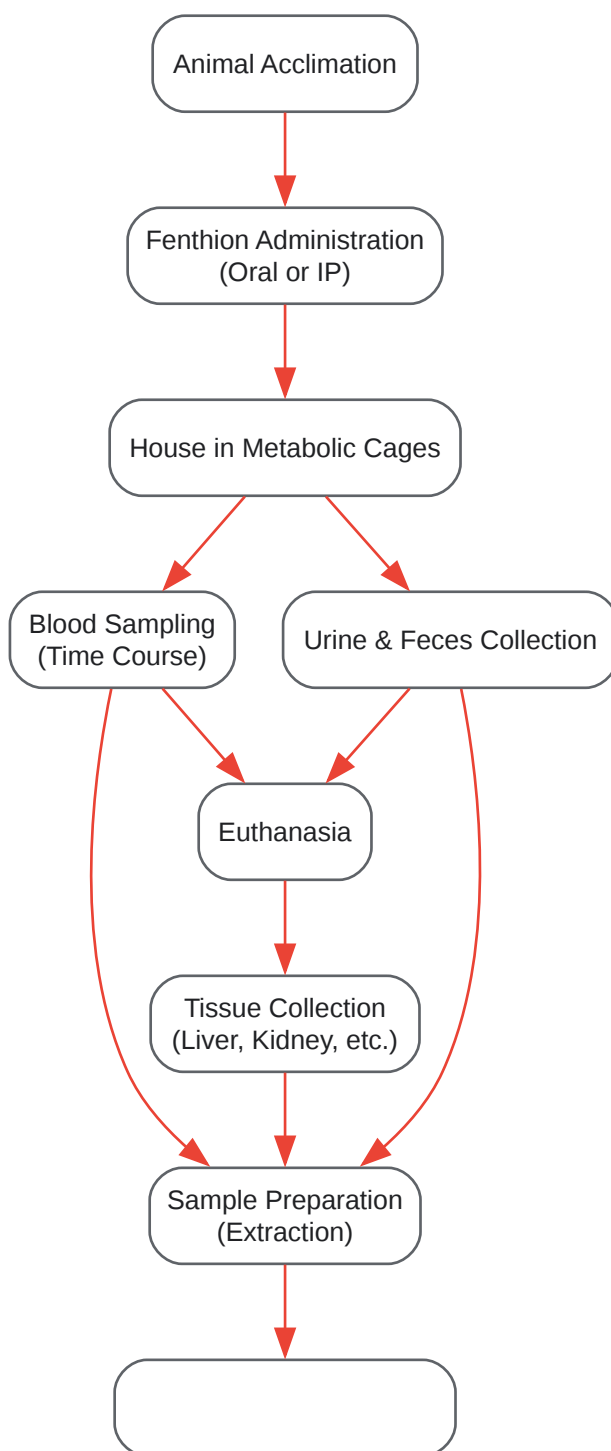 Animal Acclimation
Fenthion Administration
(Oral or IP)
House in Metabolic Cages
Blood Sampling
(Time Course)
Urine & Feces Collection
Euthanasia
Tissue Collection
(Liver, Kidney, etc.)
Sample Preparation
(Extraction)